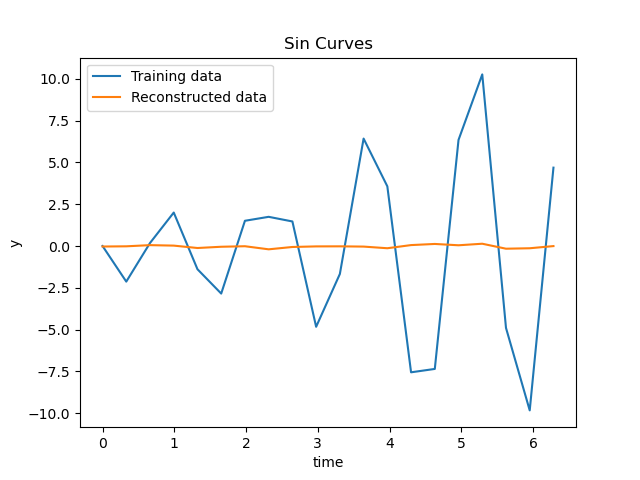 Sin Curves
Training data
Reconstructed data
10.0
7.5
5.0
2.5
0.0
−2.5
−5.0
−7.5
−10.0
y
0 1 2 3 4 5 6
time